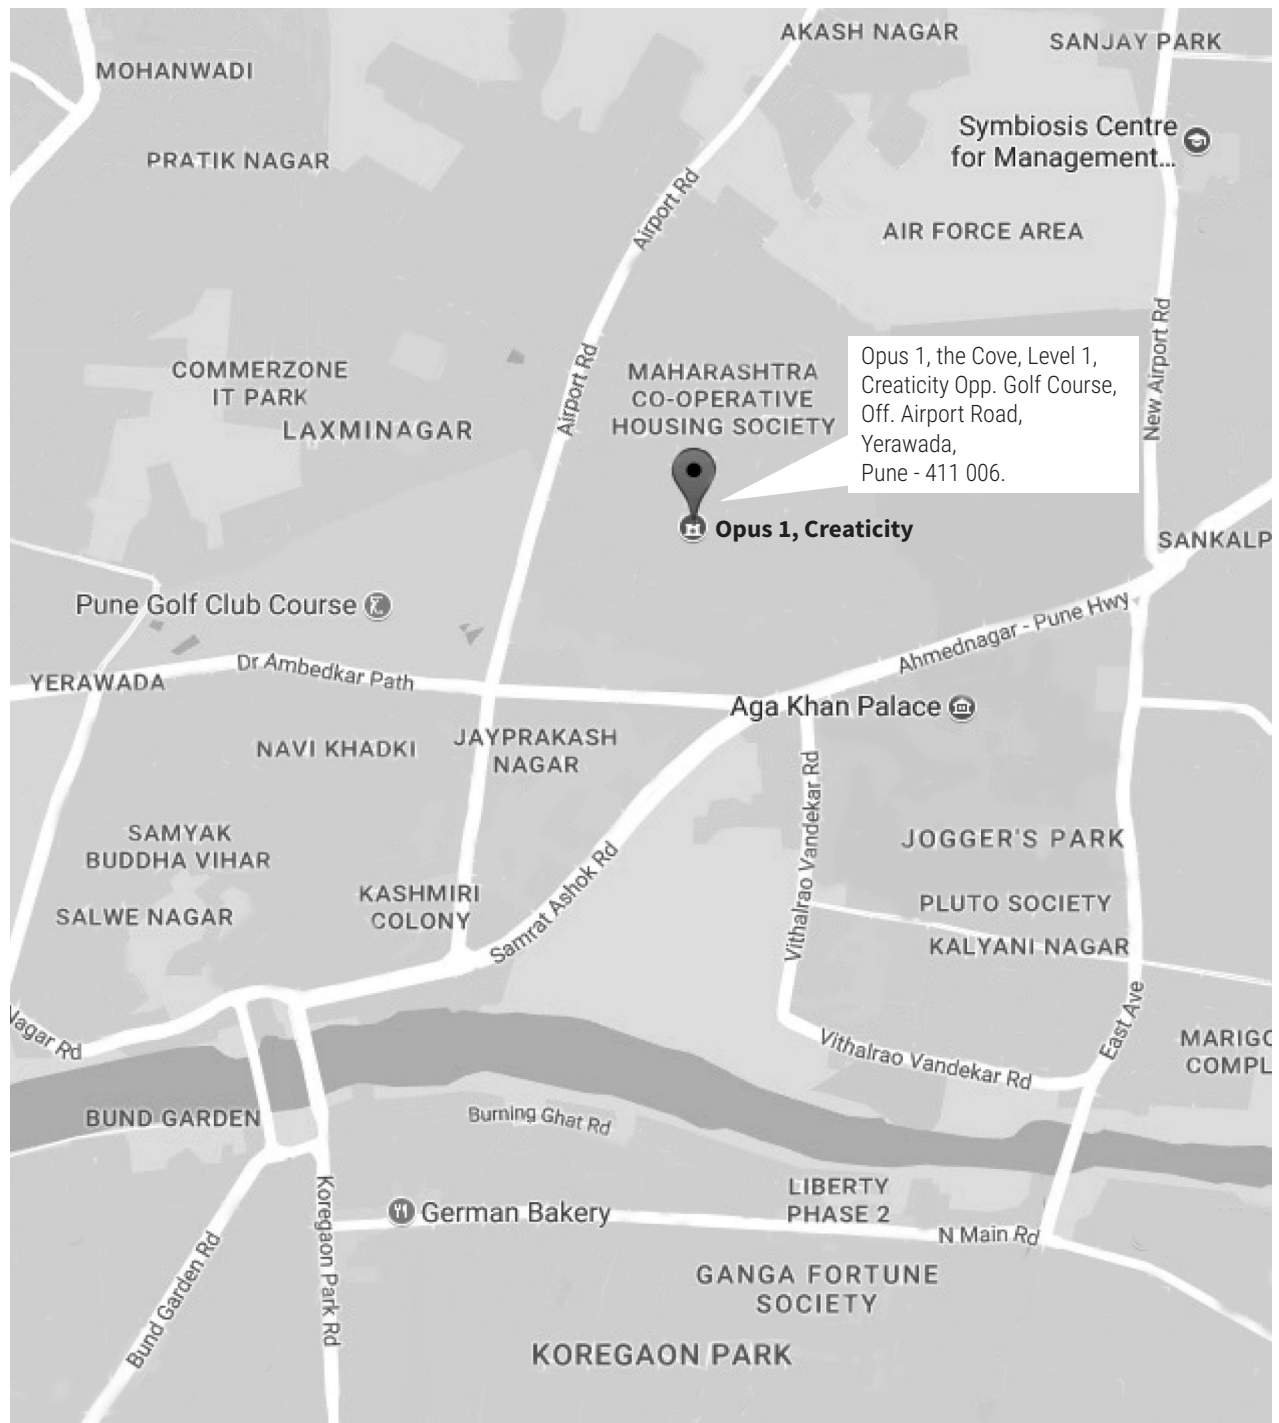 AKASH NAGAR
SANJAY PARK
MOHANWADI
Symbiosis Centre
for Management...
PRATIK NAGAR
Airport Rd
AIR FORCE AREA
New Airport Rd
Opus 1, the Cove, Level 1,
Creaticity Opp. Golf Course,
Off. Airport Road,
Yerawada,
Pune - 411 006.
COMMERZONE
IT PARK
LAXMINAGAR
Airport Rd
MAHARASHTRA
CO-OPERATIVE
HOUSING SOCIETY
Opus 1, Creaticity
SANKALP
Pune Golf Club Course
Ahmednagar - Pune Hwy
Dr Ambedkar Path
YERAWADA
Aga Khan Palace
NAVI KHADKI
JAYPRAKASH
NAGAR
Vithalrao Vandekar Rd
SAMYAK
BUDDHA VIHAR
JOGGER'S PARK
Samrat Ashok Rd
KASHMIRI
COLONY
SALWE NAGAR
PLUTO SOCIETY
KALYANI NAGAR
Nagar Rd
East Ave
Vithalrao Vandekar Rd
MARIGO
COMPL
BUND GARDEN
Burning Ghat Rd
LIBERTY
PHASE 2
German Bakery
Koregaon Park Rd
N Main Rd
Bund Garden Rd
GANGA FORTUNE
SOCIETY
KOREGAON PARK